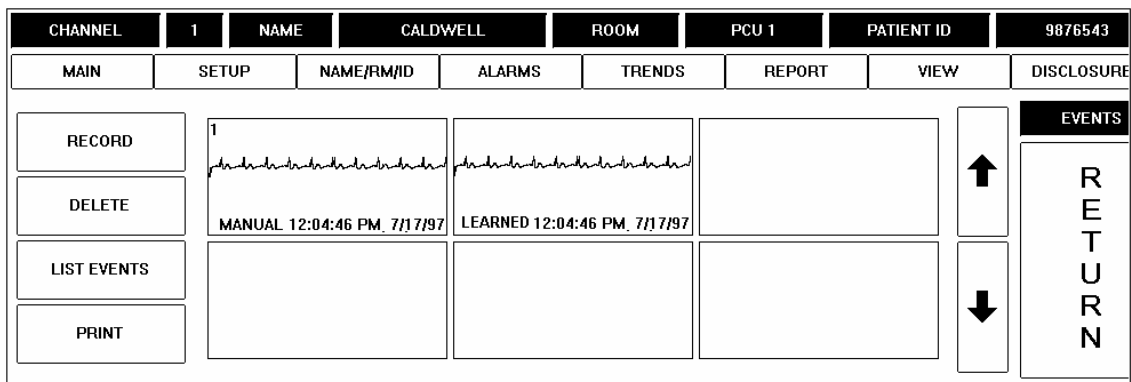 CHANNEL 1 NAME CALDWELL ROOM PCU 1 PATIENT ID 9876543
MAIN SETUP NAME/RM/ID ALARMS TRENDS REPORT VIEW DISCLOSURE
EVENTS
RECORD
DELETE
LIST EVENTS
PRINT
1
MANUAL 12:04:46 PM, 7/17/97
LEARNED 12:04:46 PM, 7/17/97
RETURN